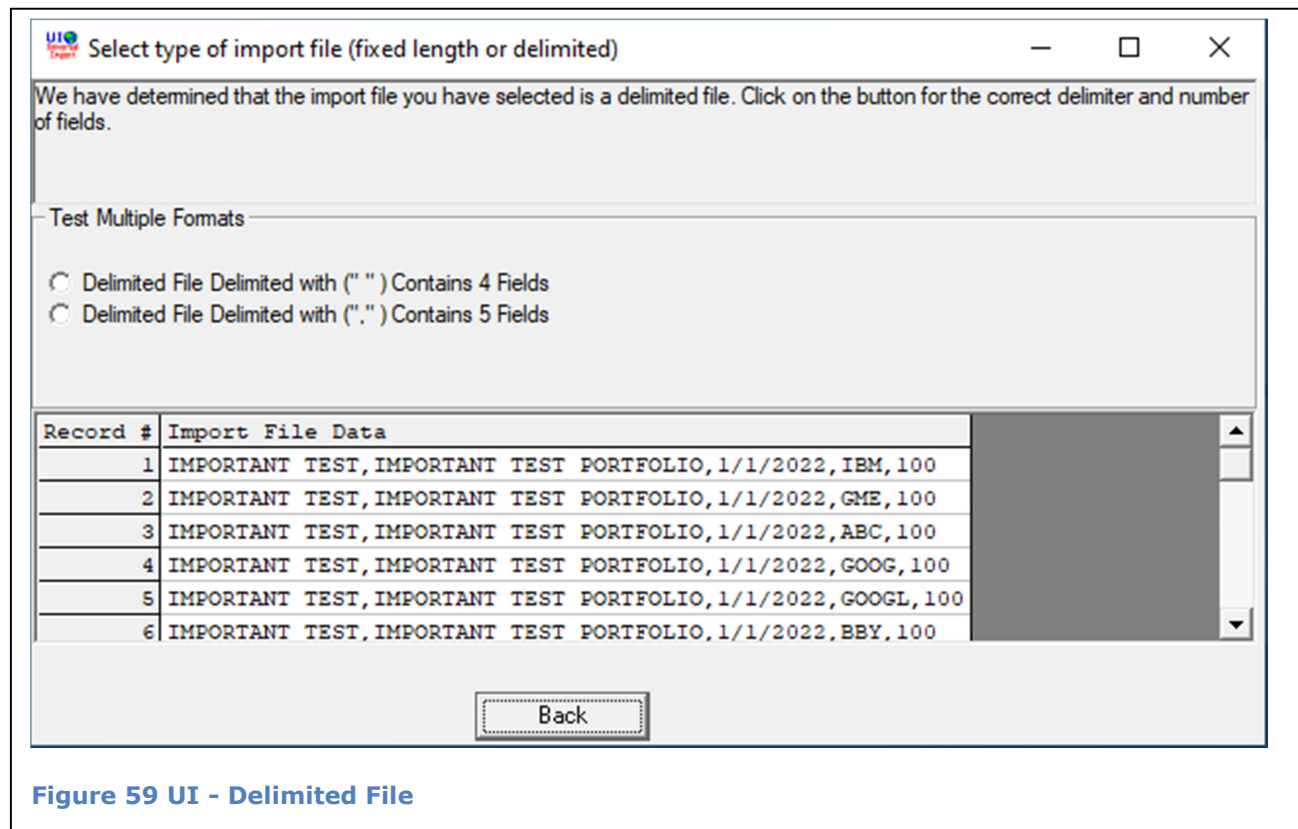 UI
Universal
Import
Select type of import file (fixed length or delimited)
We have determined that the import file you have selected is a delimited file. Click on the button for the correct delimiter and number
of fields.
Test Multiple Formats
Delimited File Delimited with (" " ) Contains 4 Fields
Delimited File Delimited with ("," ) Contains 5 Fields
Record # Import File Data
1 IMPORTANT TEST,IMPORTANT TEST PORTFOLIO,1/1/2022,IBM,100
2 IMPORTANT TEST,IMPORTANT TEST PORTFOLIO,1/1/2022,GME,100
3 IMPORTANT TEST,IMPORTANT TEST PORTFOLIO,1/1/2022,ABC,100
4 IMPORTANT TEST,IMPORTANT TEST PORTFOLIO,1/1/2022,GOOG,100
5 IMPORTANT TEST,IMPORTANT TEST PORTFOLIO,1/1/2022,GOOGL,100
6 IMPORTANT TEST,IMPORTANT TEST PORTFOLIO,1/1/2022,BBY,100
Back
Figure 59 UI - Delimited File